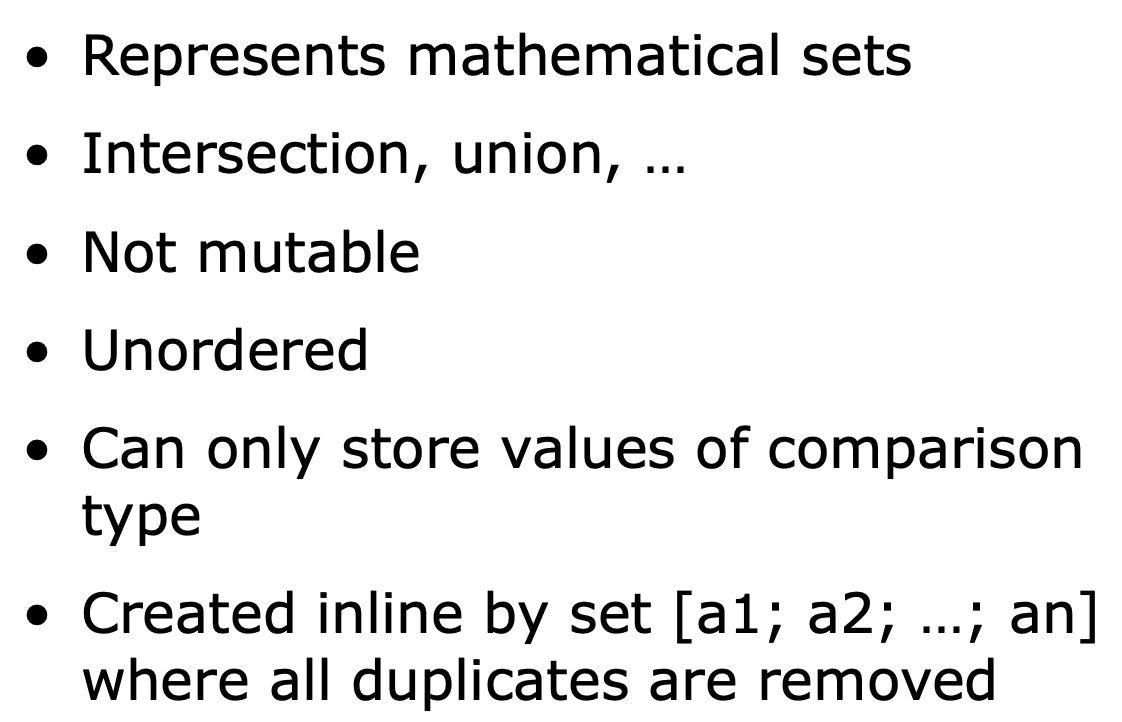 • Represents mathematical sets
• Intersection, union, …
• Not mutable
• Unordered
• Can only store values of comparison
type
• Created inline by set [a1; a2; …; an]
where all duplicates are removed